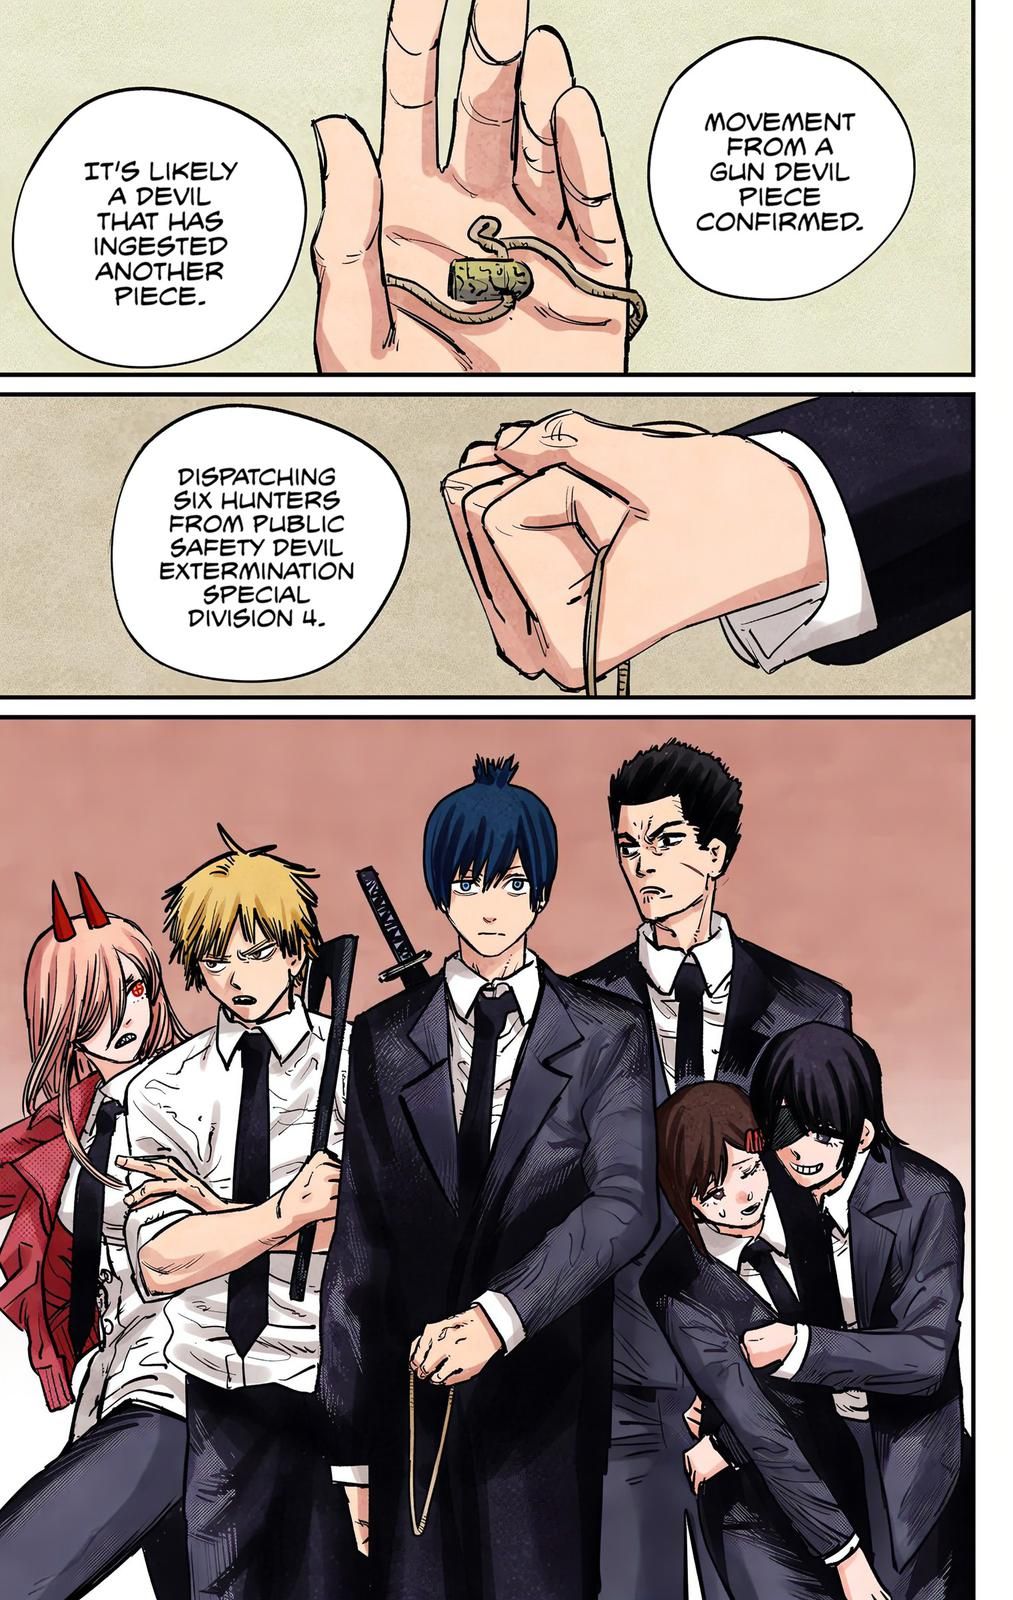 MOVEMENT
FROM A
GUN DEVIL
PIECE
CONFIRMED.
IT'S LIKELY
A DEVIL
THAT HAS
INGESTED
ANOTHER
PIECE.
DISPATCHING
SIX HUNTERS
FROM PUBLIC
SAFETY DEVIL
EXTERMINATION
SPECIAL
DIVISION 4.